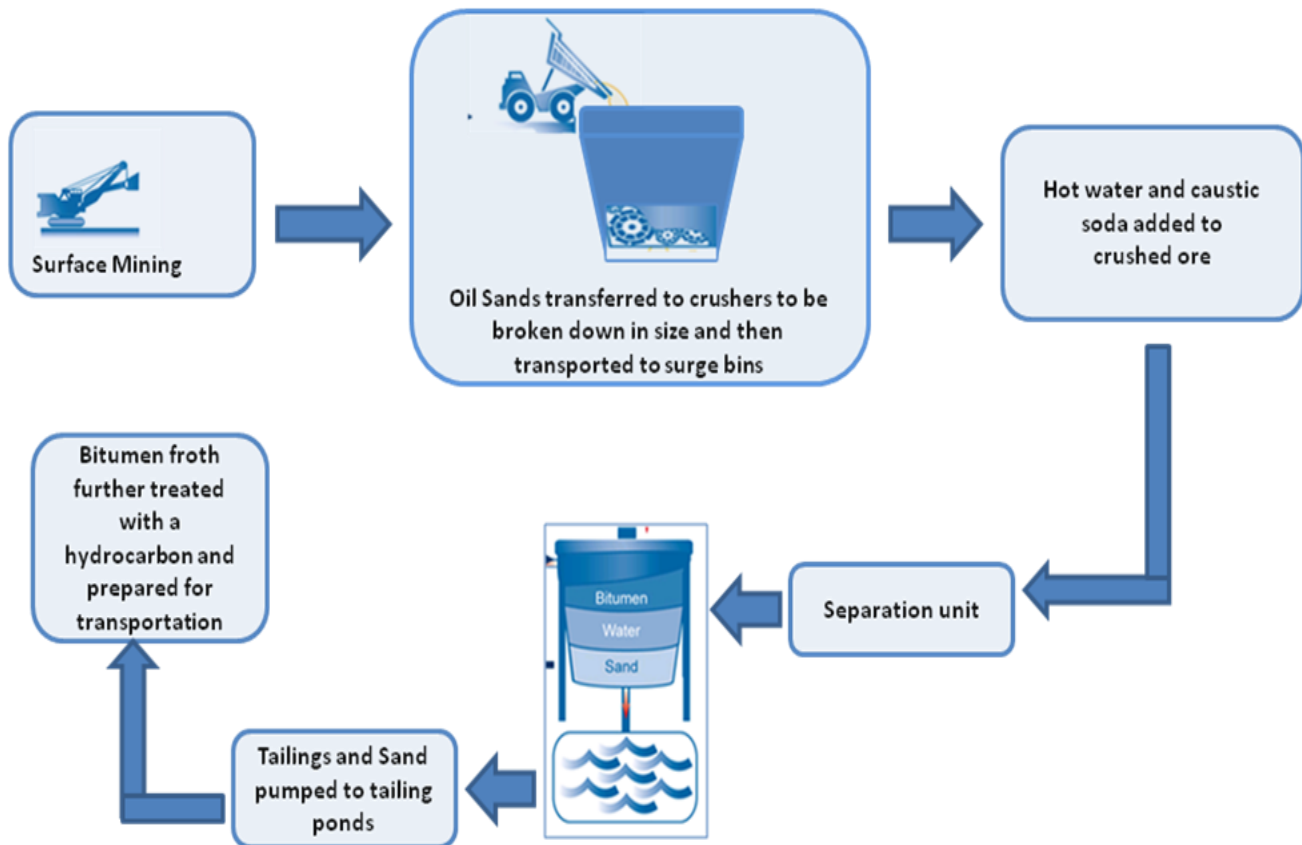 Surface Mining
Oil Sands transferred to crushers to be
broken down in size and then
transported to surge bins
Hot water and caustic
soda added to
crushed ore
Separation unit
Bitumen
Water
Sand
Tailings and Sand
pumped to tailing
ponds
Bitumen froth
further treated
with a
hydrocarbon and
prepared for
transportation